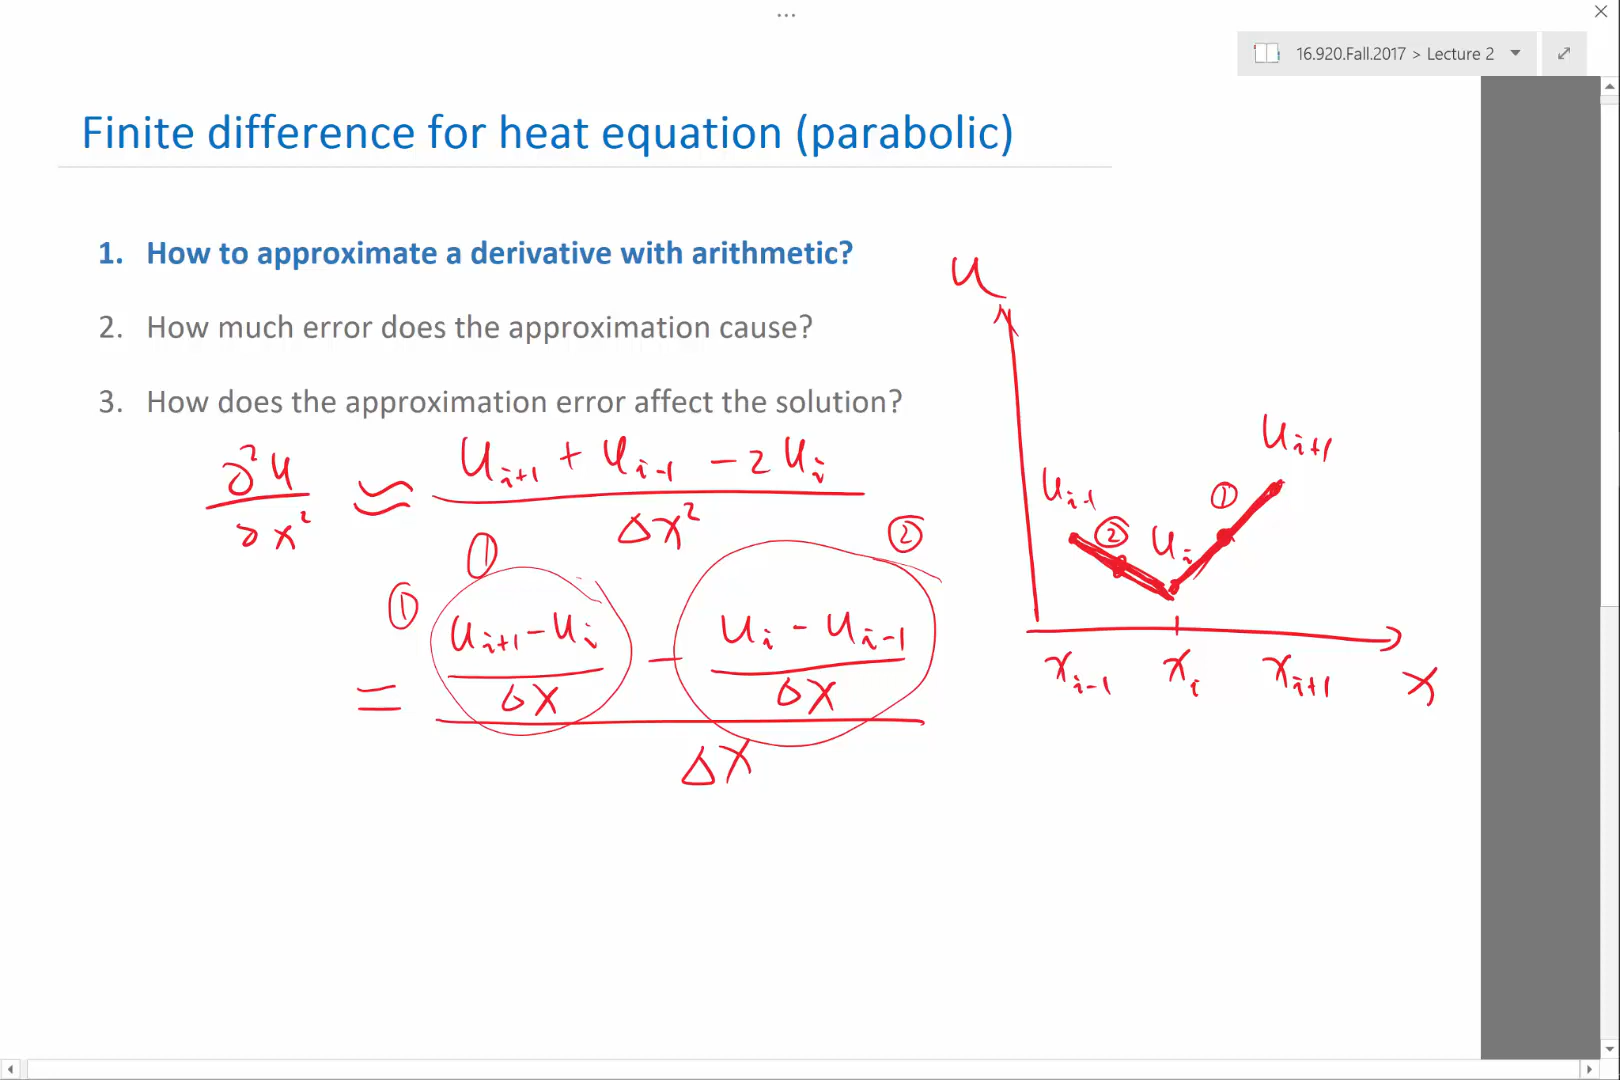 ...
16.920.Fall.2017 > Lecture 2
Finite difference for heat equation (parabolic)
1. How to approximate a derivative with arithmetic?
2. How much error does the approximation cause?
3. How does the approximation error affect the solution?
∂²u/∂x² ≈ (u_{i+1} + u_{i-1} - 2u_i)/Δx²
① ① ②
= ((u_{i+1} - u_i)/Δx - (u_i - u_{i-1})/Δx)/Δx
u
u_{i+1}
u_{i-1} ② u_i ①
x_{i-1} x_i x_{i+1} x